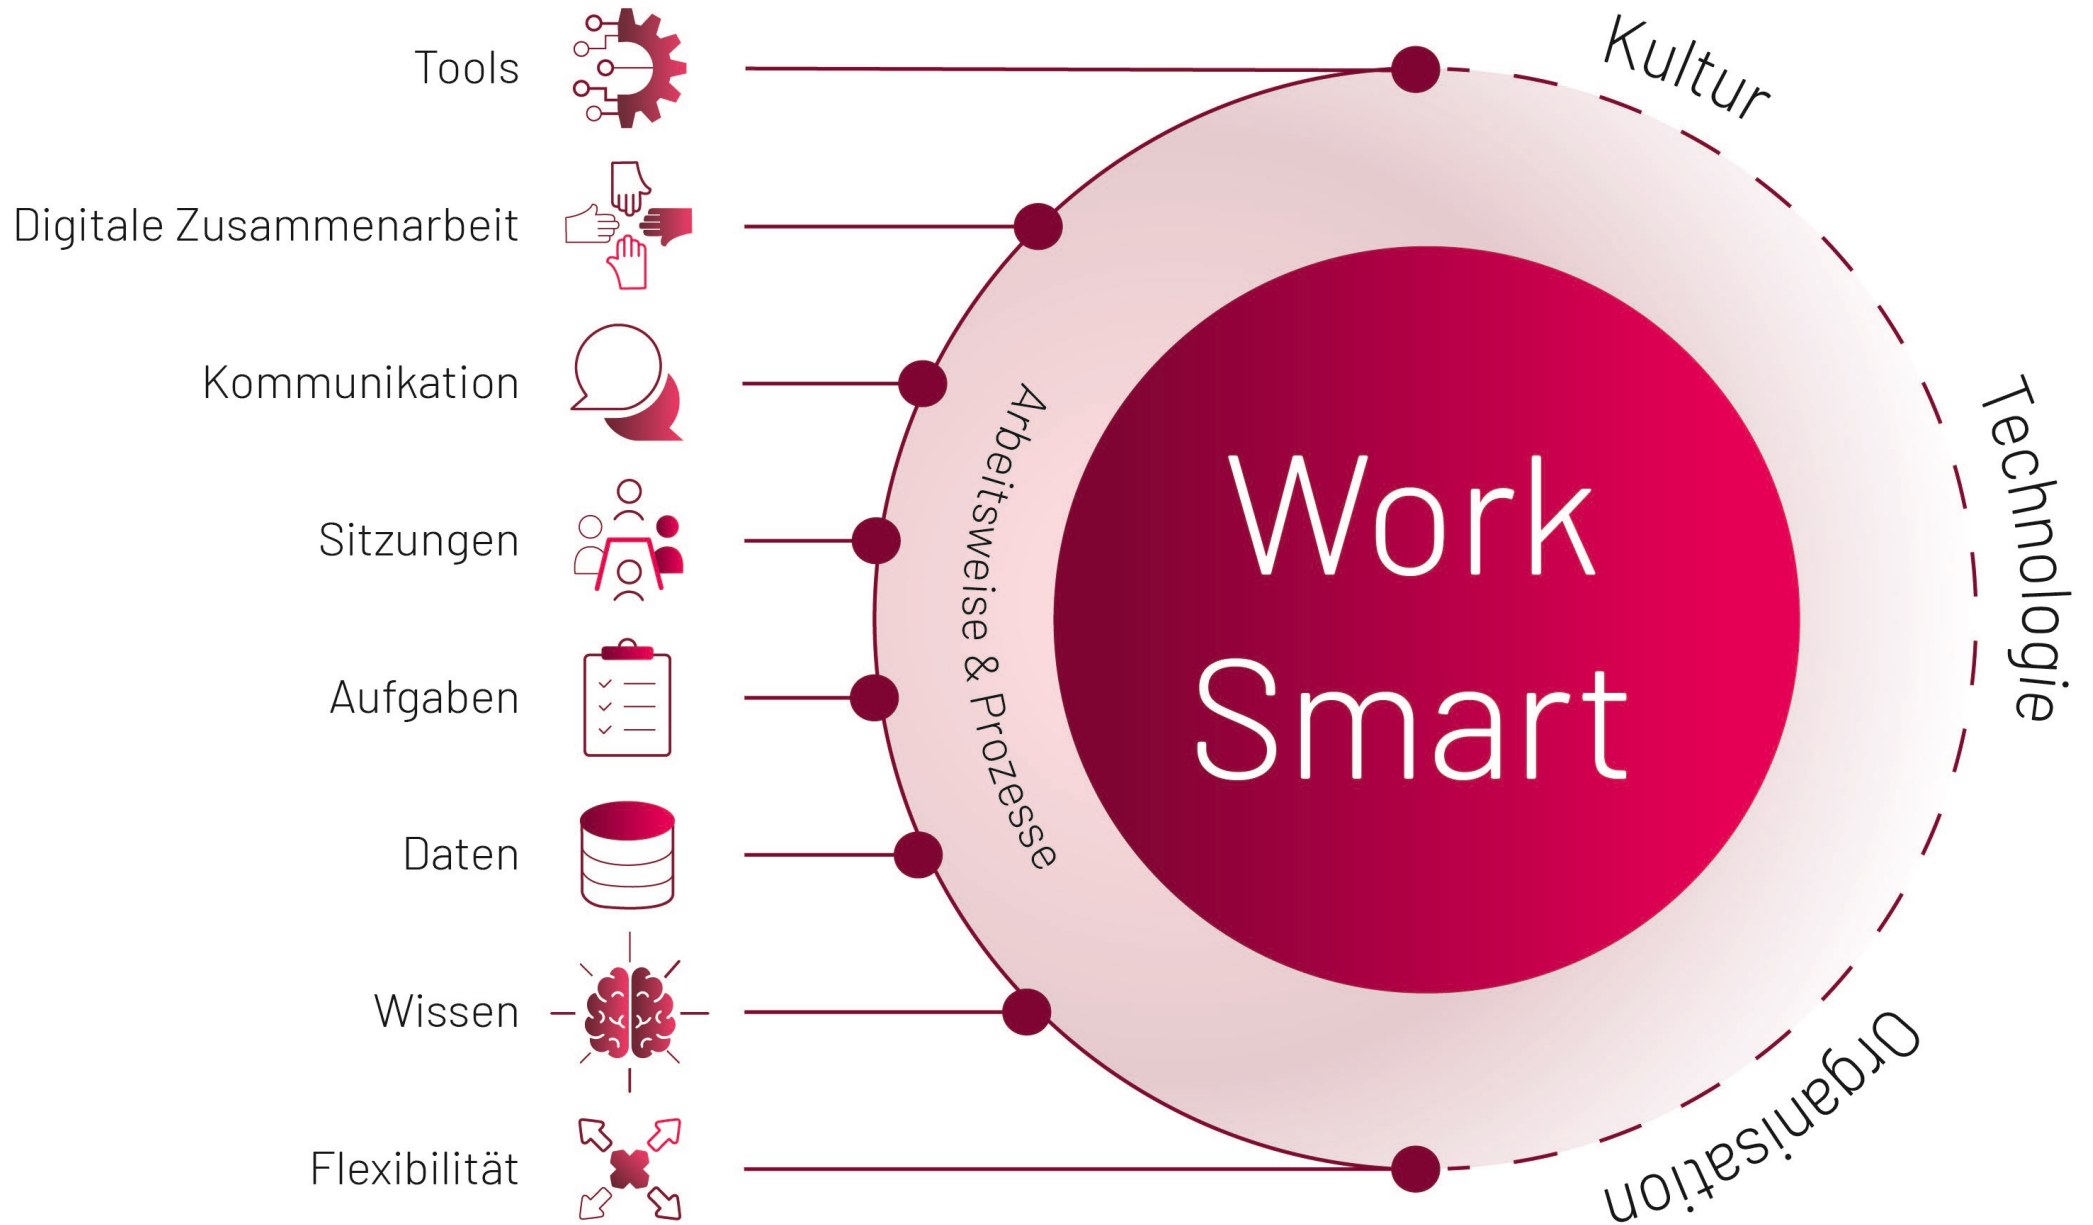 Tools
Digitale Zusammenarbeit
Kommunikation
Sitzungen
Aufgaben
Daten
Wissen
Flexibilität
Arbeitsweise & Prozesse
Work
Smart
Kultur
Technologie
Organisation